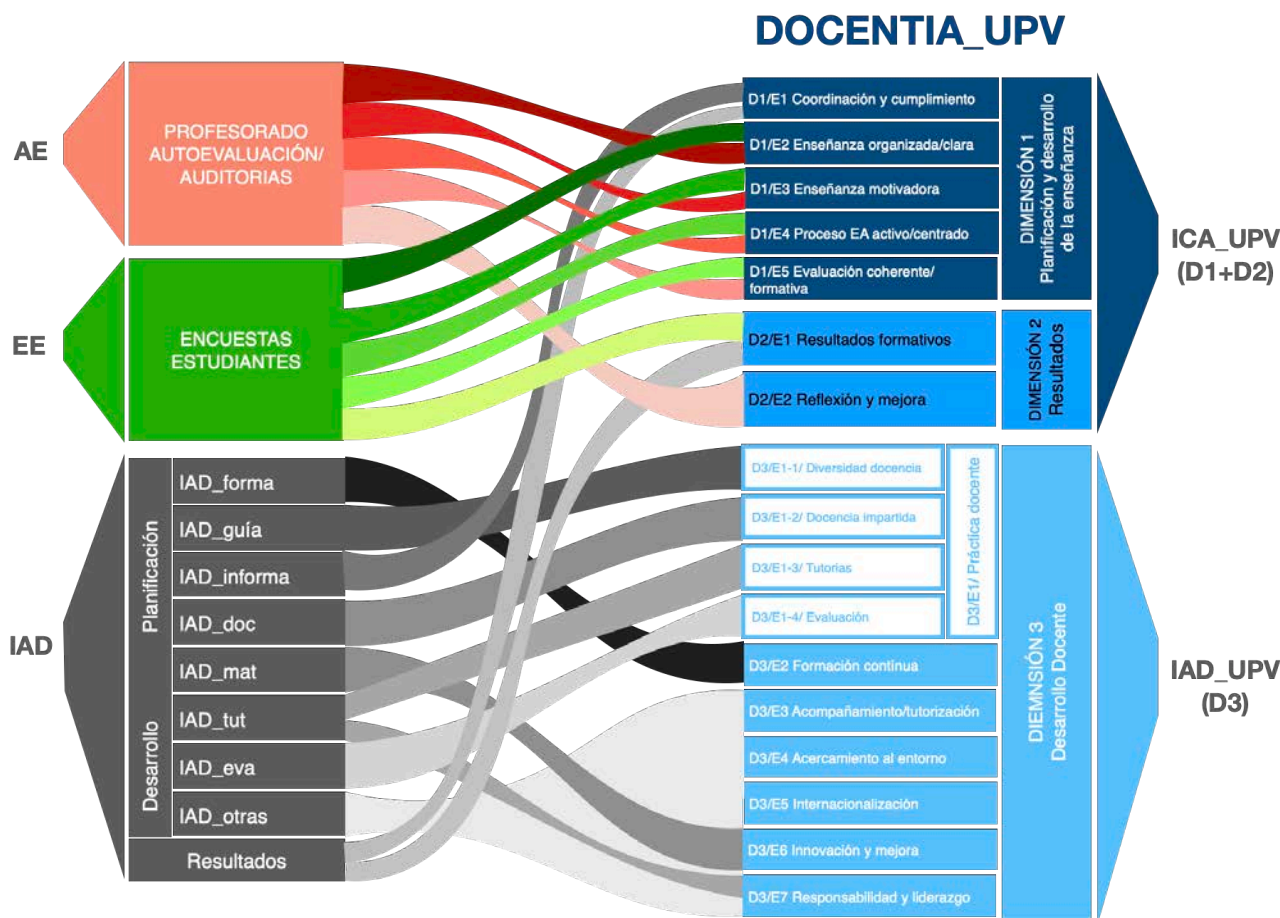 DOCENTIA_UPV
AE
PROFESORADO
AUTOEVALUACIÓN/
AUDITORIAS
EE
ENCUESTAS
ESTUDIANTES
IAD
Planificación
Desarrollo
IAD_forma
IAD_guía
IAD_informa
IAD_doc
IAD_mat
IAD_tut
IAD_eva
IAD_otras
Resultados
D1/E1 Coordinación y cumplimiento
D1/E2 Enseñanza organizada/clara
D1/E3 Enseñanza motivadora
D1/E4 Proceso EA activo/centrado
D1/E5 Evaluación coherente/
formativa
DIMENSIÓN 1
Planificación y desarrollo
de la enseñanza
D2/E1 Resultados formativos
D2/E2 Reflexión y mejora
DIMENSIÓN 2
Resultados
ICA_UPV
(D1+D2)
D3/E1-1/ Diversidad docencia
D3/E1-2/ Docencia impartida
D3/E1-3/ Tutorias
D3/E1-4/ Evaluación
D3/E1/ Práctica docente
D3/E2 Formación contínua
D3/E3 Acompañamiento/tutorización
D3/E4 Acercamiento al entorno
D3/E5 Internacionalización
D3/E6 Innovación y mejora
D3/E7 Responsabilidad y liderazgo
DIEMNSIÓN 3
Desarrollo Docente
IAD_UPV
(D3)